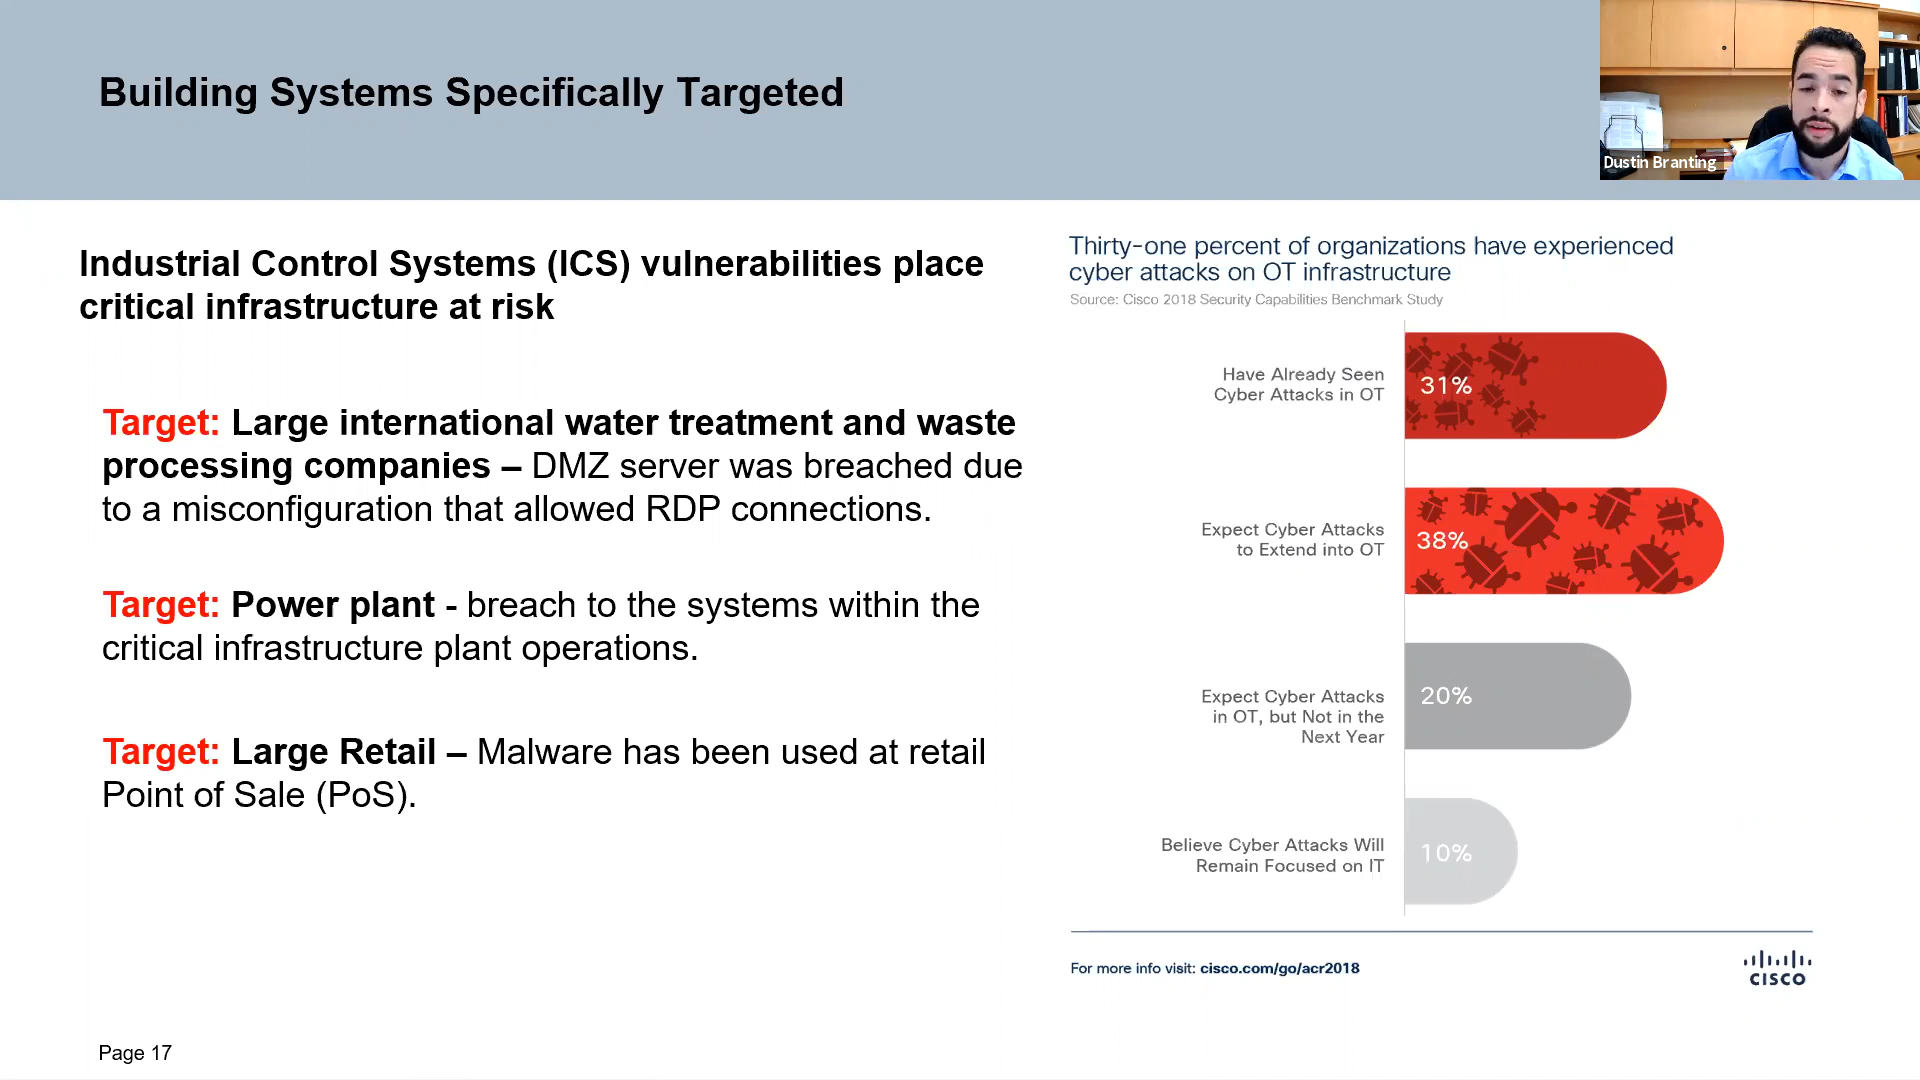 Building Systems Specifically Targeted
Dustin Branting
Industrial Control Systems (ICS) vulnerabilities place
critical infrastructure at risk
Target: Large international water treatment and waste
processing companies – DMZ server was breached due
to a misconfiguration that allowed RDP connections.
Target: Power plant - breach to the systems within the
critical infrastructure plant operations.
Target: Large Retail – Malware has been used at retail
Point of Sale (PoS).
Thirty-one percent of organizations have experienced
cyber attacks on OT infrastructure
Source: Cisco 2018 Security Capabilities Benchmark Study
Have Already Seen
Cyber Attacks in OT
31%
Expect Cyber Attacks
to Extend into OT
38%
Expect Cyber Attacks
in OT, but Not in the
Next Year
20%
Believe Cyber Attacks Will
Remain Focused on IT
10%
For more info visit: cisco.com/go/acr2018
CISCO
Page 17